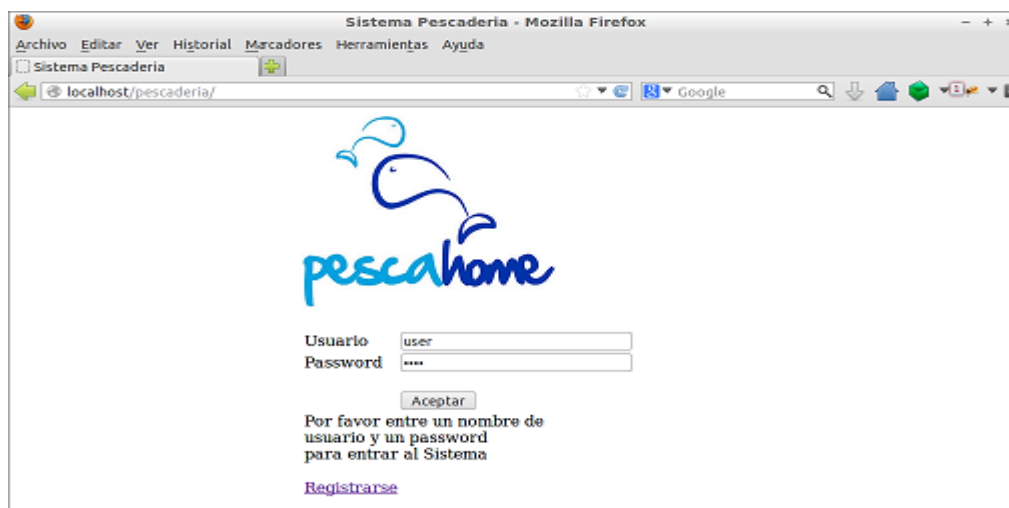 Sistema Pescaderia - Mozilla Firefox
Archivo Editar Ver Historial Marcadores Herramientas Ayuda
Sistema Pescaderia
localhost/pescaderia/
Google
pescahome
Usuario user
Password ••••
Aceptar
Por favor entre un nombre de
usuario y un password
para entrar al Sistema
Registrarse